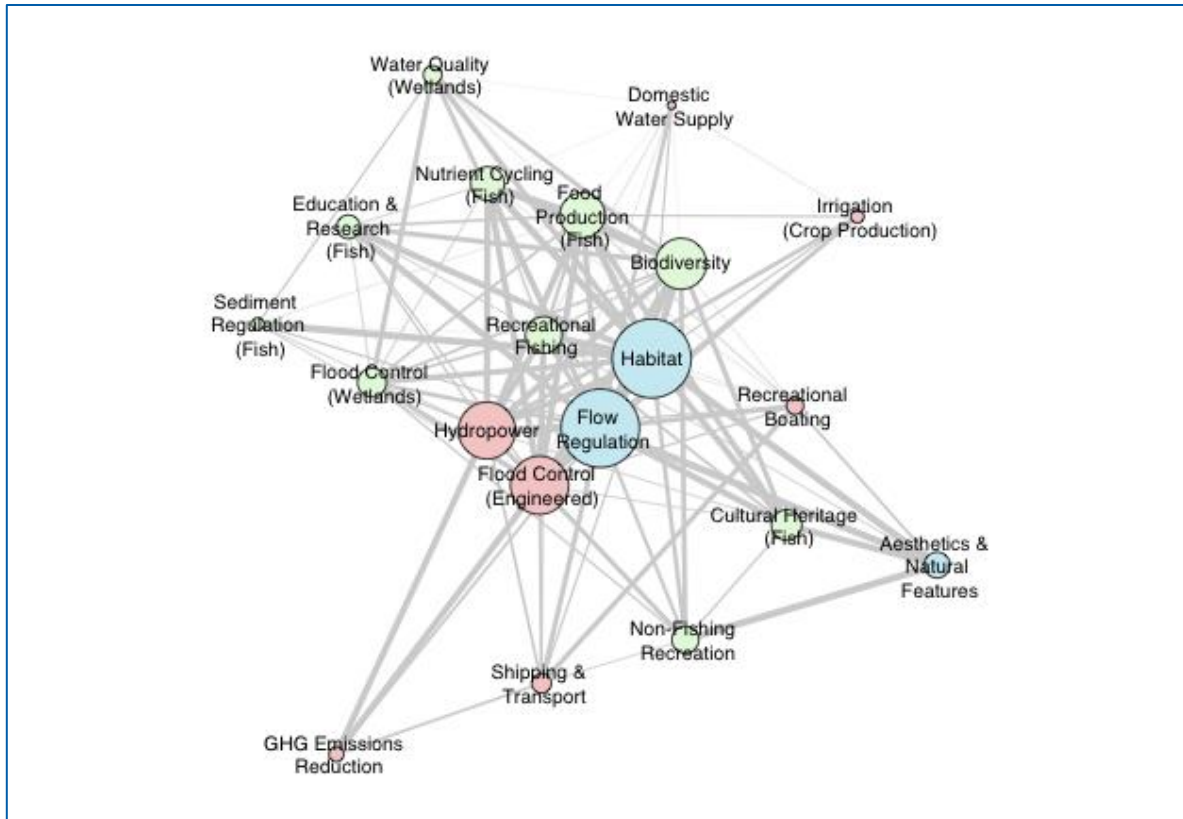 Water Quality
(Wetlands)
Domestic
Water Supply
Nutrient Cycling
(Fish)
Food
Production
(Fish)
Education &
Research
(Fish)
Irrigation
(Crop Production)
Biodiversity
Sediment
Regulation
(Fish)
Recreational
Fishing
Habitat
Flood Control
(Wetlands)
Recreational
Boating
Hydropower
Flow
Regulation
Flood Control
(Engineered)
Cultural Heritage
(Fish)
Aesthetics &
Natural
Features
Non-Fishing
Recreation
Shipping &
Transport
GHG Emissions
Reduction